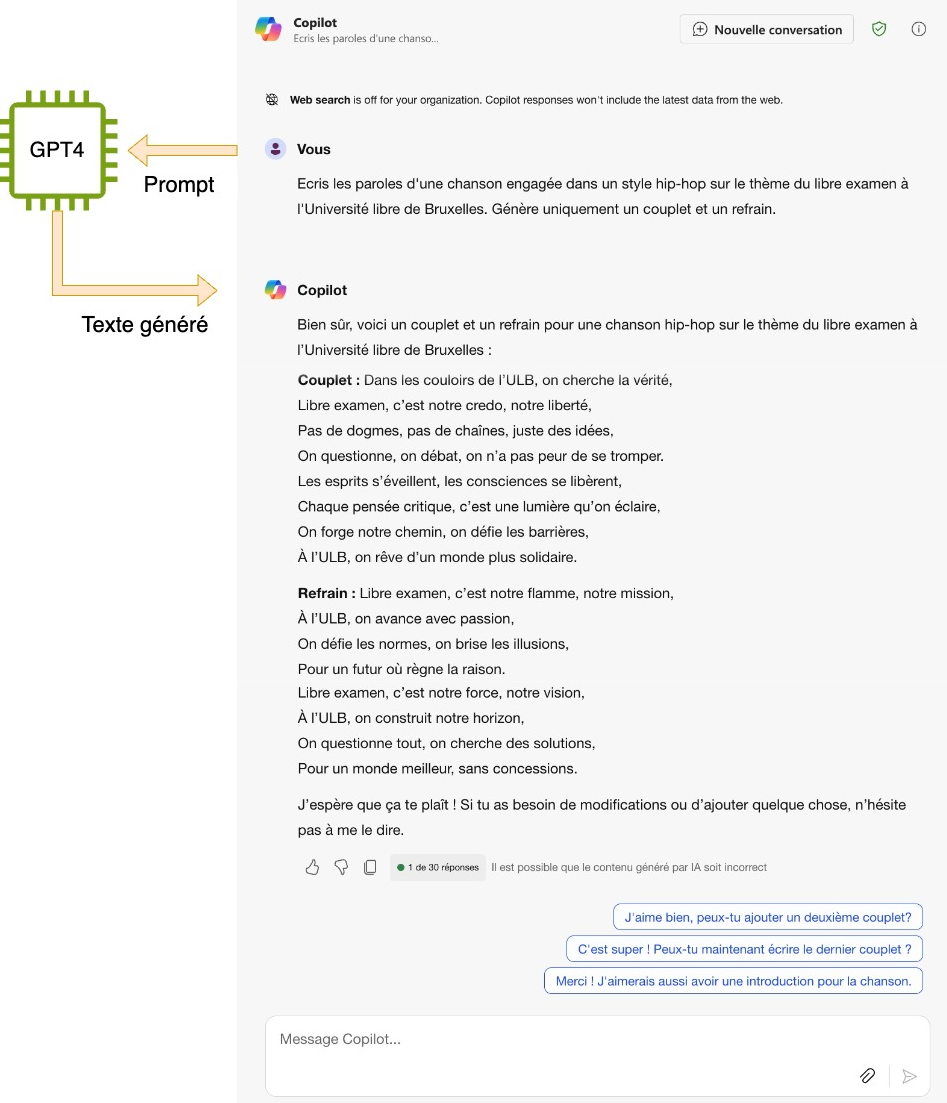 Copilot
Ecris les paroles d'une chanso...
Nouvelle conversation
Web search is off for your organization. Copilot responses won't include the latest data from the web.
GPT4
Prompt
Texte généré
Vous
Ecris les paroles d'une chanson engagée dans un style hip-hop sur le thème du libre examen à
l'Université libre de Bruxelles. Génère uniquement un couplet et un refrain.
Copilot
Bien sûr, voici un couplet et un refrain pour une chanson hip-hop sur le thème du libre examen à
l'Université libre de Bruxelles :
Couplet : Dans les couloirs de l'ULB, on cherche la vérité,
Libre examen, c'est notre credo, notre liberté,
Pas de dogmes, pas de chaînes, juste des idées,
On questionne, on débat, on n'a pas peur de se tromper.
Les esprits s'éveillent, les consciences se libèrent,
Chaque pensée critique, c'est une lumière qu'on éclaire,
On forge notre chemin, on défie les barrières,
À l'ULB, on rêve d'un monde plus solidaire.
Refrain : Libre examen, c'est notre flamme, notre mission,
À l'ULB, on avance avec passion,
On défie les normes, on brise les illusions,
Pour un futur où règne la raison.
Libre examen, c'est notre force, notre vision,
À l'ULB, on construit notre horizon,
On questionne tout, on cherche des solutions,
Pour un monde meilleur, sans concessions.
J'espère que ça te plaît ! Si tu as besoin de modifications ou d'ajouter quelque chose, n'hésite
pas à me le dire.
1 de 30 réponses
Il est possible que le contenu généré par IA soit incorrect
J'aime bien, peux-tu ajouter un deuxième couplet?
C'est super ! Peux-tu maintenant écrire le dernier couplet ?
Merci ! J'aimerais aussi avoir une introduction pour la chanson.
Message Copilot...